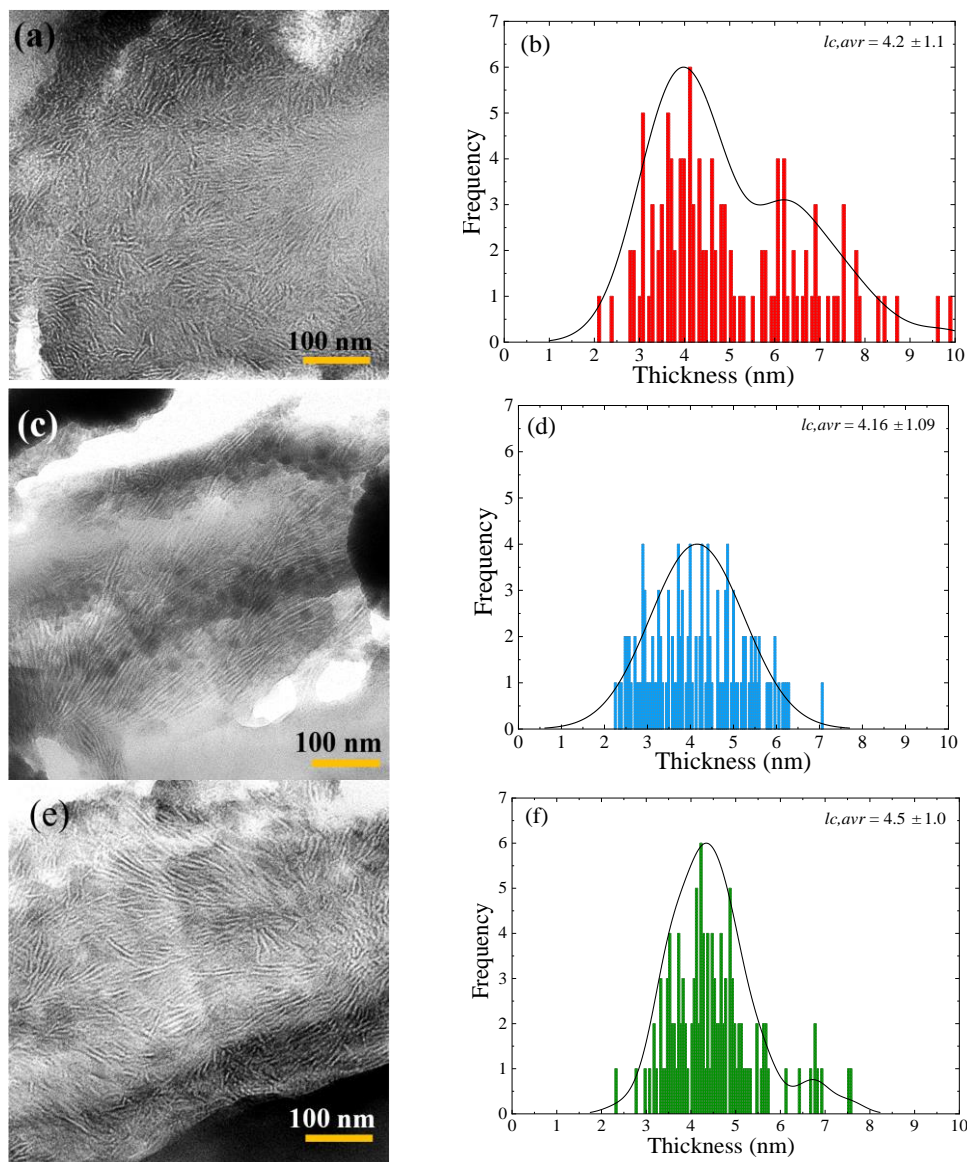 (a)
100 nm
(b)
lc,avr = 4.2 ±1.1
Frequency
7
6
5
4
3
2
1
0
0 1 2 3 4 5 6 7 8 9 10
Thickness (nm)
(c)
100 nm
(d)
lc,avr = 4.16 ±1.09
Frequency
7
6
5
4
3
2
1
0
0 1 2 3 4 5 6 7 8 9 10
Thickness (nm)
(e)
100 nm
(f)
lc,avr = 4.5 ±1.0
Frequency
7
6
5
4
3
2
1
0
0 1 2 3 4 5 6 7 8 9 10
Thickness (nm)